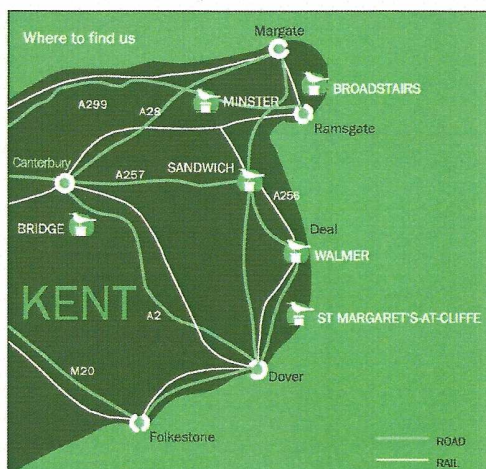 Where to find us
Margate
BROADSTAIRS
MINSTER
A299
A28
Ramsgate
Canterbury
A257
SANDWICH
A256
BRIDGE
Deal
WALMER
KENT
A2
ST MARGARET'S-AT-CLIFFE
M20
Dover
Folkestone
ROAD
RAIL